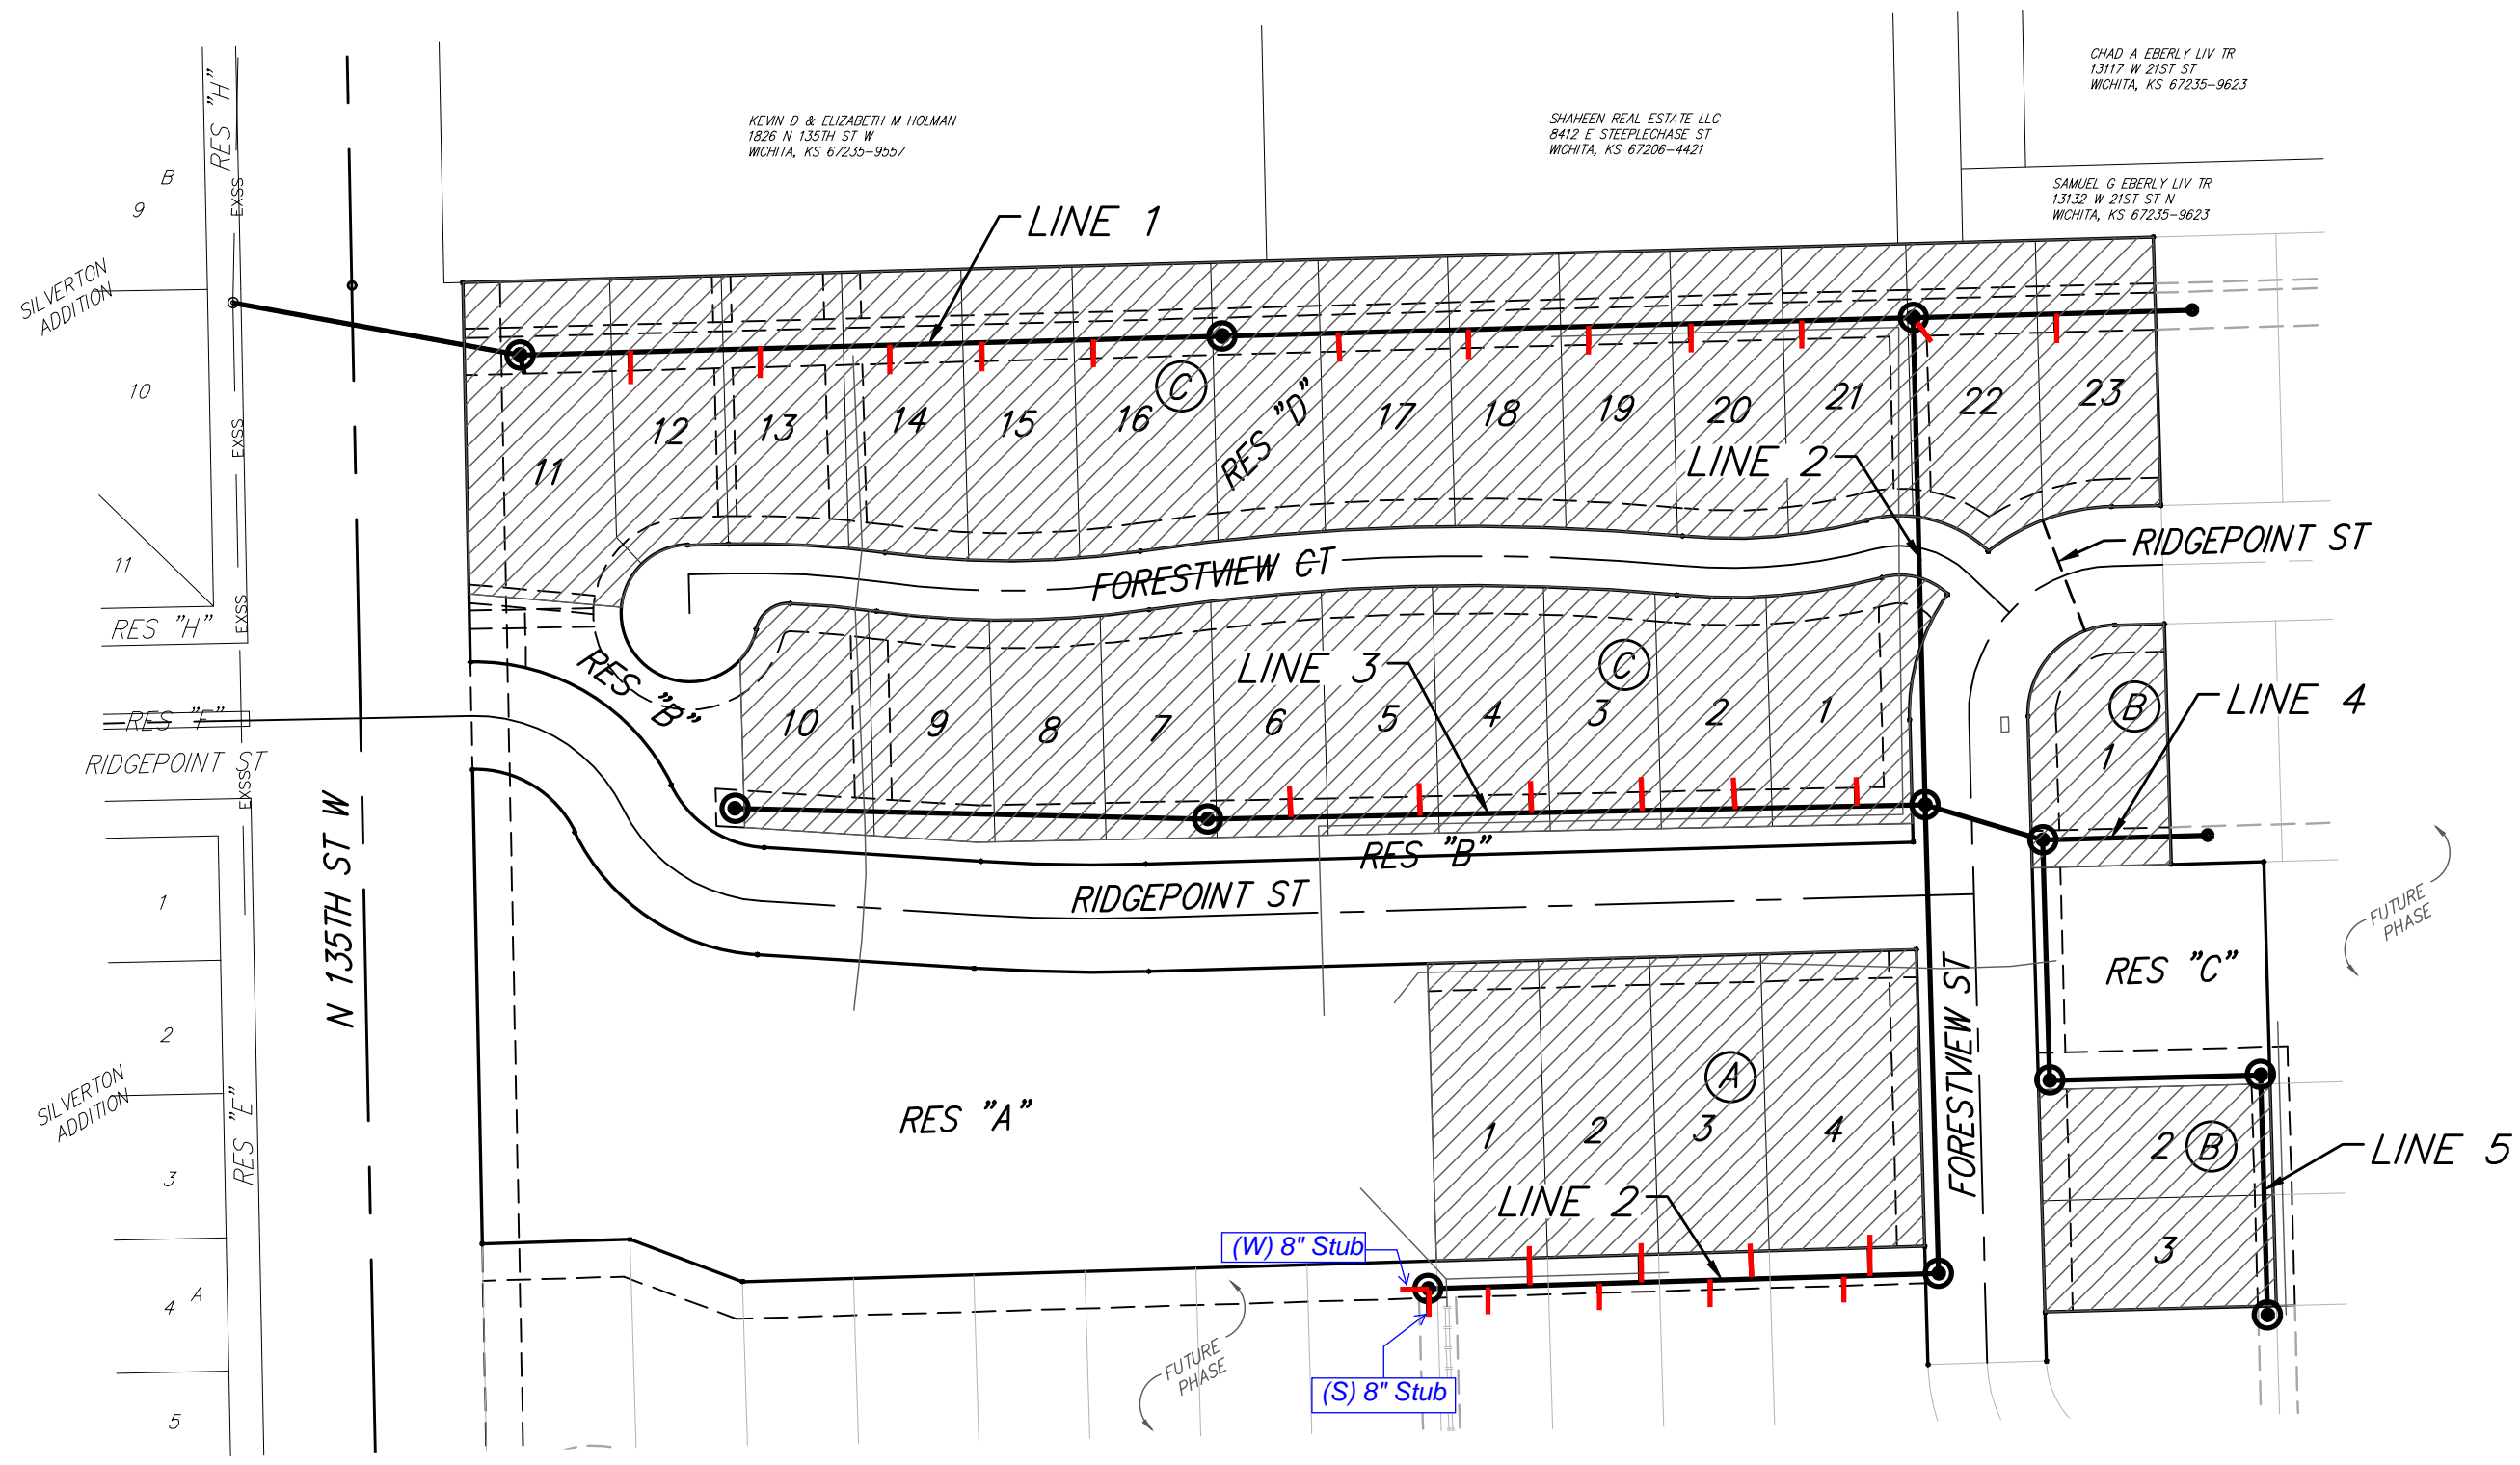 CHAD A EBERLY LIV TR
13117 W 21ST ST
WICHITA, KS 67235-9623
KEVIN D & ELIZABETH M HOLMAN
1826 N 135TH ST W
WICHITA, KS 67235-9557
SHAHEEN REAL ESTATE LLC
8412 E STEEPLECHASE ST
WICHITA, KS 67206-4421
SAMUEL G EBERLY LIV TR
13132 W 21ST ST N
WICHITA, KS 67235-9623
RES "H"
B
9
EXSS
SILVERTON
ADDITION
10
EXSS
11
EXSS
RES "H"
RES "F"
RIDGEPOINT ST
EXSS
1
2
SILVERTON
ADDITION
RES "E"
3
4
A
5
N 135TH ST W
LINE 1
11
12
13
14
15
16
C
RES "D"
17
18
19
20
21
22
23
LINE 2
RIDGEPOINT ST
FORESTVIEW CT
RES "B"
LINE 3
C
10
9
8
7
6
5
4
3
2
1
B
1
LINE 4
RES "B"
RIDGEPOINT ST
FUTURE
PHASE
RES "C"
FORESTVIEW ST
RES "A"
A
1
2
3
4
2
B
3
LINE 5
LINE 2
(W) 8" Stub
(S) 8" Stub
FUTURE
PHASE